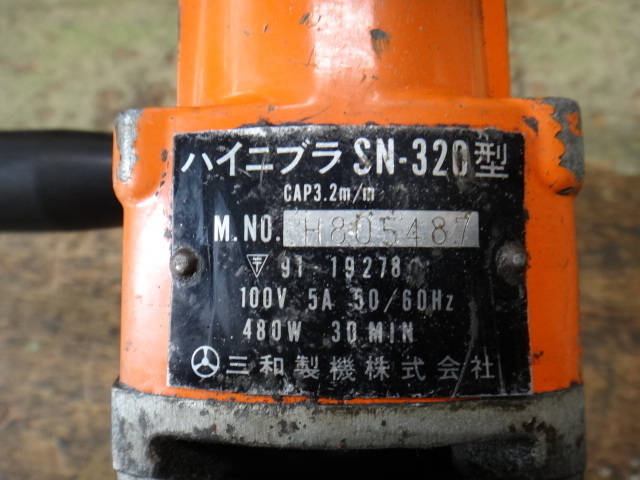 ハイニブラ SN-320型
CAP3.2m/m
M.NO. H805487
〒 91-19278
100V 5A 50/60Hz
480W 30MIN
三和製機株式会社